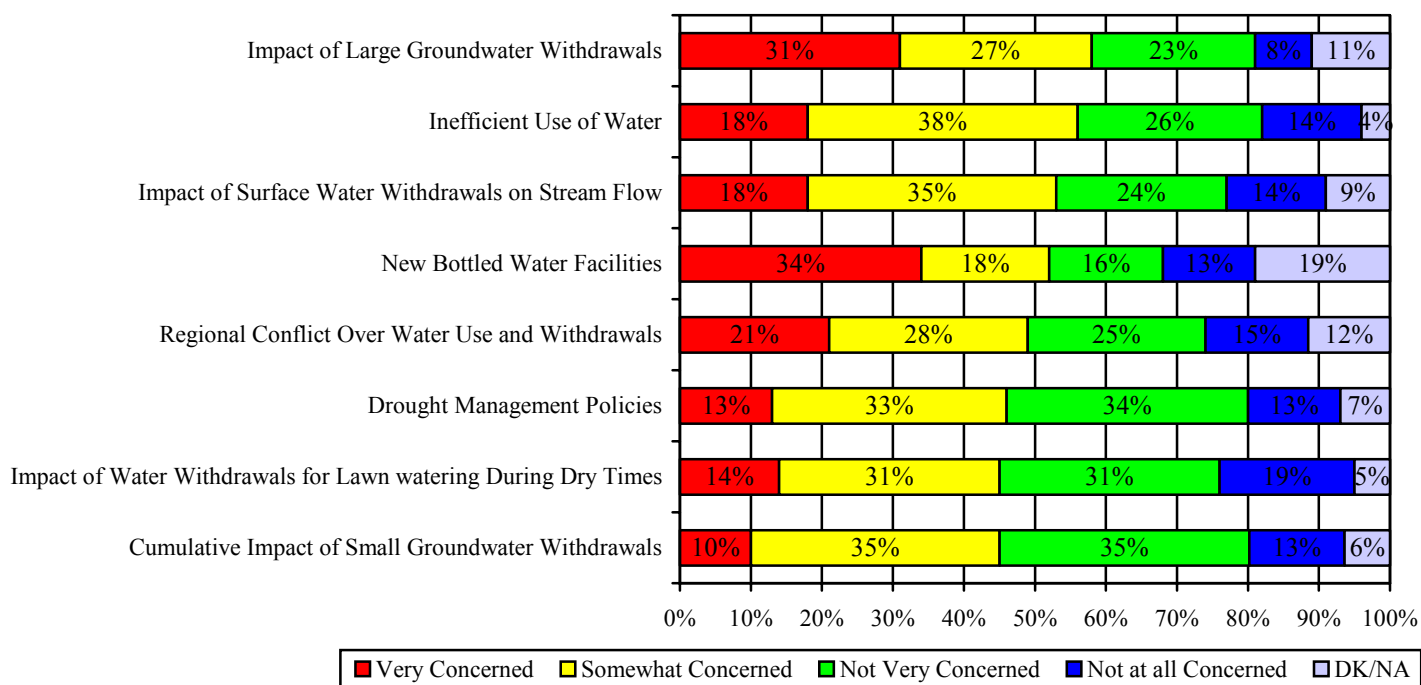 Impact of Large Groundwater Withdrawals 31% 27% 23% 8% 11%
Inefficient Use of Water 18% 38% 26% 14% 4%
Impact of Surface Water Withdrawals on Stream Flow 18% 35% 24% 14% 9%
New Bottled Water Facilities 34% 18% 16% 13% 19%
Regional Conflict Over Water Use and Withdrawals 21% 28% 25% 15% 12%
Drought Management Policies 13% 33% 34% 13% 7%
Impact of Water Withdrawals for Lawn watering During Dry Times 14% 31% 31% 19% 5%
Cumulative Impact of Small Groundwater Withdrawals 10% 35% 35% 13% 6%
0% 10% 20% 30% 40% 50% 60% 70% 80% 90% 100%
Very Concerned Somewhat Concerned Not Very Concerned Not at all Concerned DK/NA